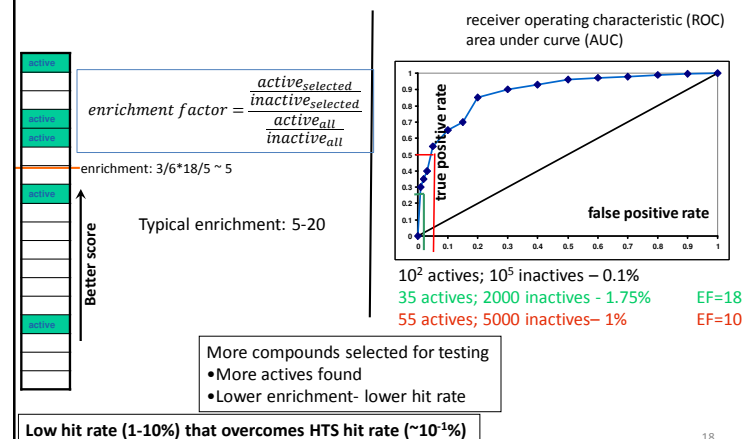 receiver operating characteristic (ROC)
area under curve (AUC)
active
active
active
active
active
Better score
enrichment factor = active_selected / inactive_selected / active_all / inactive_all
enrichment: 3/6*18/5 ~ 5
Typical enrichment: 5-20
1
0.9
0.8
0.7
0.6
0.5
0.4
0.3
0.2
0.1
0
0 0.1 0.2 0.3 0.4 0.5 0.6 0.7 0.8 0.9 1
true positive rate
false positive rate
10² actives; 10⁵ inactives – 0.1%
35 actives; 2000 inactives - 1.75% EF=18
55 actives; 5000 inactives– 1% EF=10
More compounds selected for testing
•More actives found
•Lower enrichment- lower hit rate
Low hit rate (1-10%) that overcomes HTS hit rate (~10⁻¹%)
18